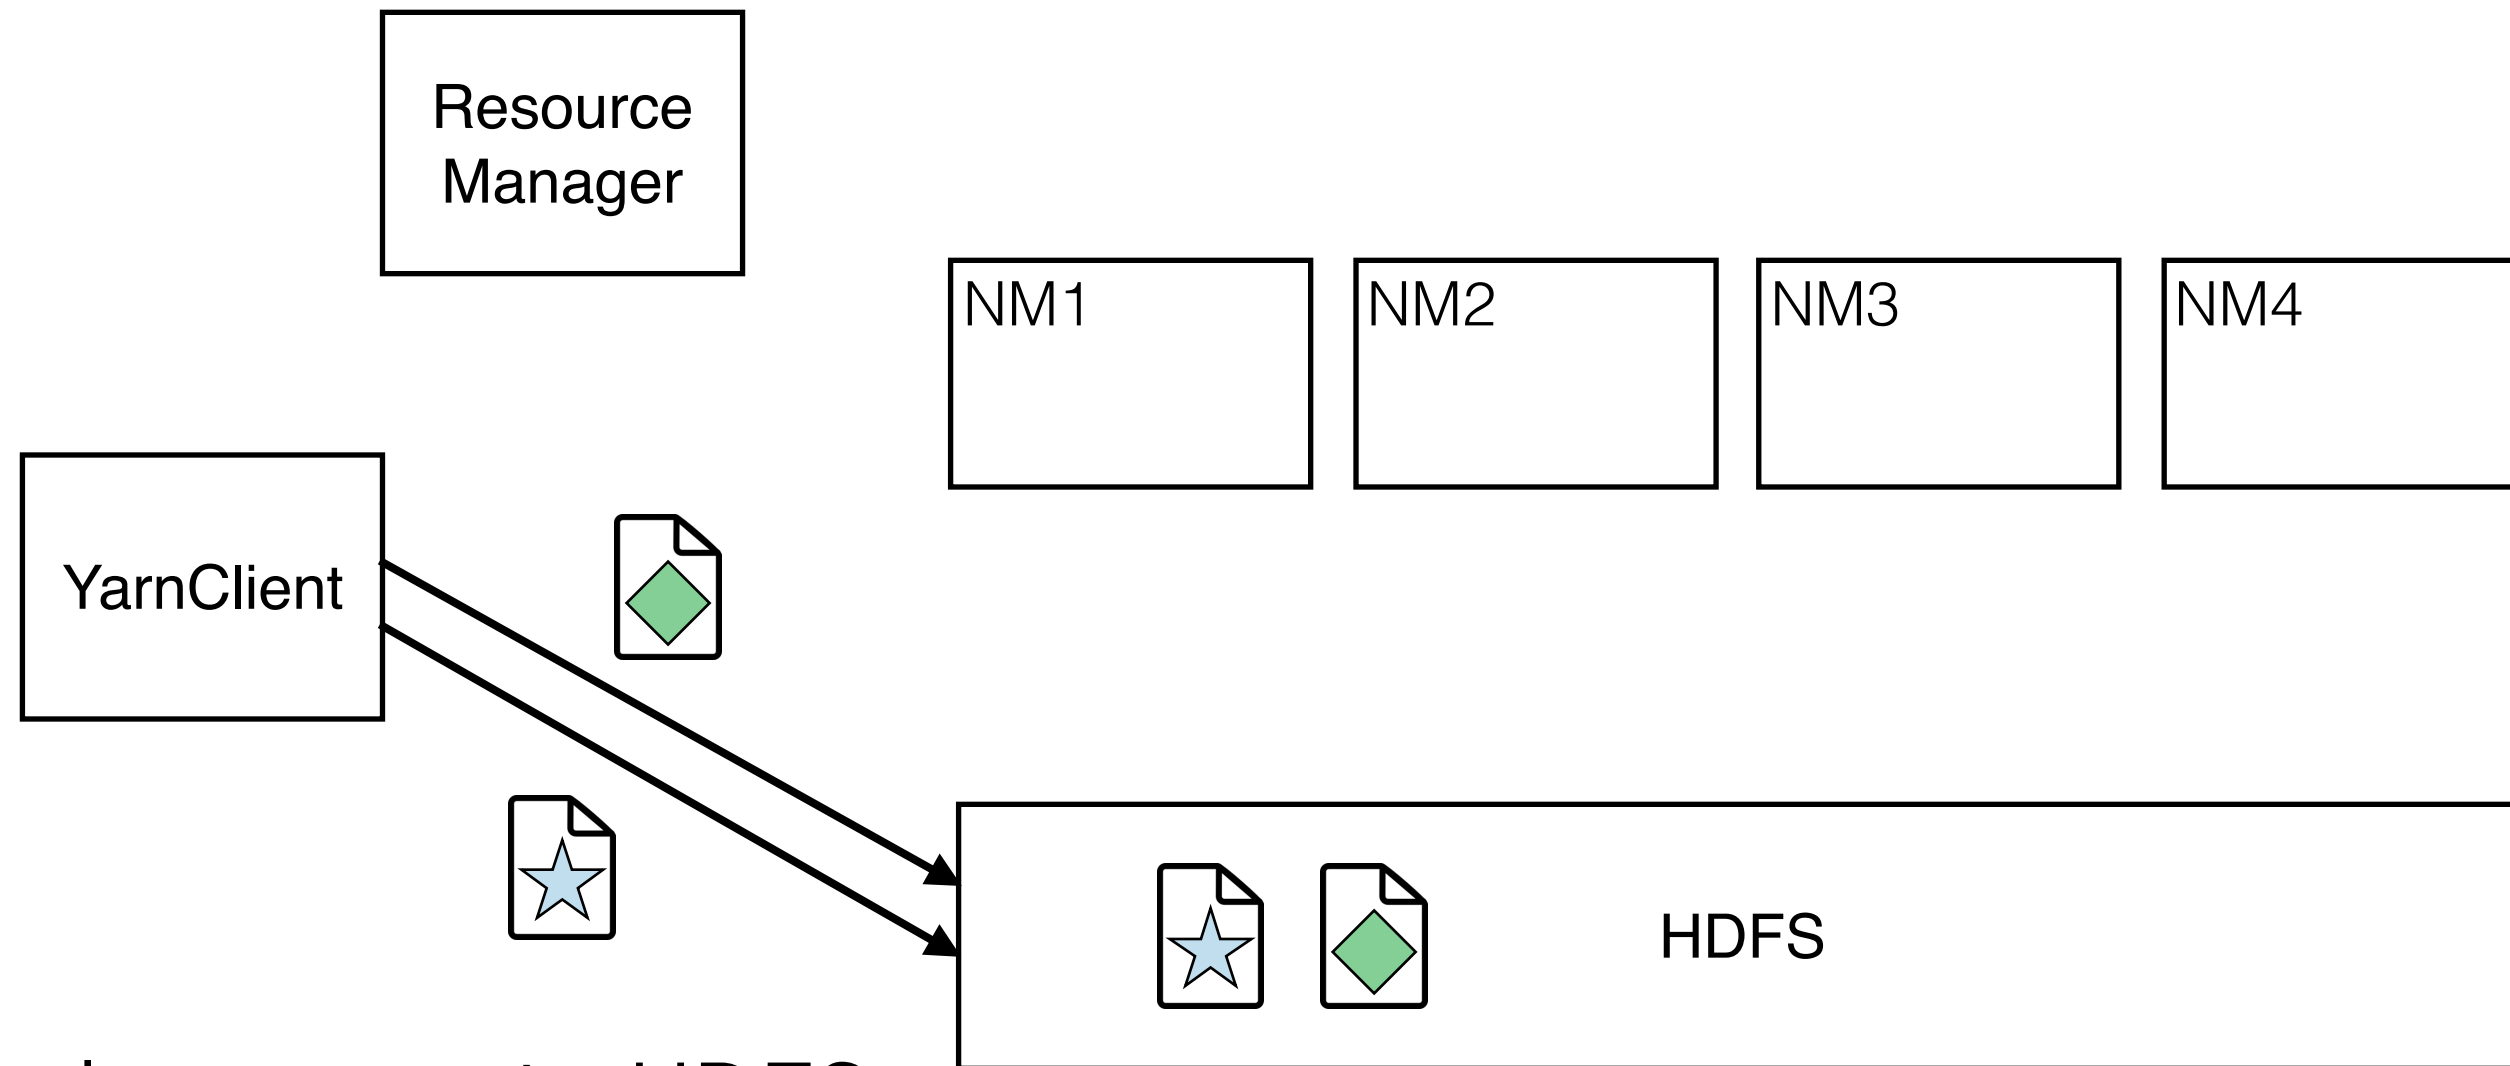 Resource
Manager
NM1
NM2
NM3
NM4
YarnClient
HDFS